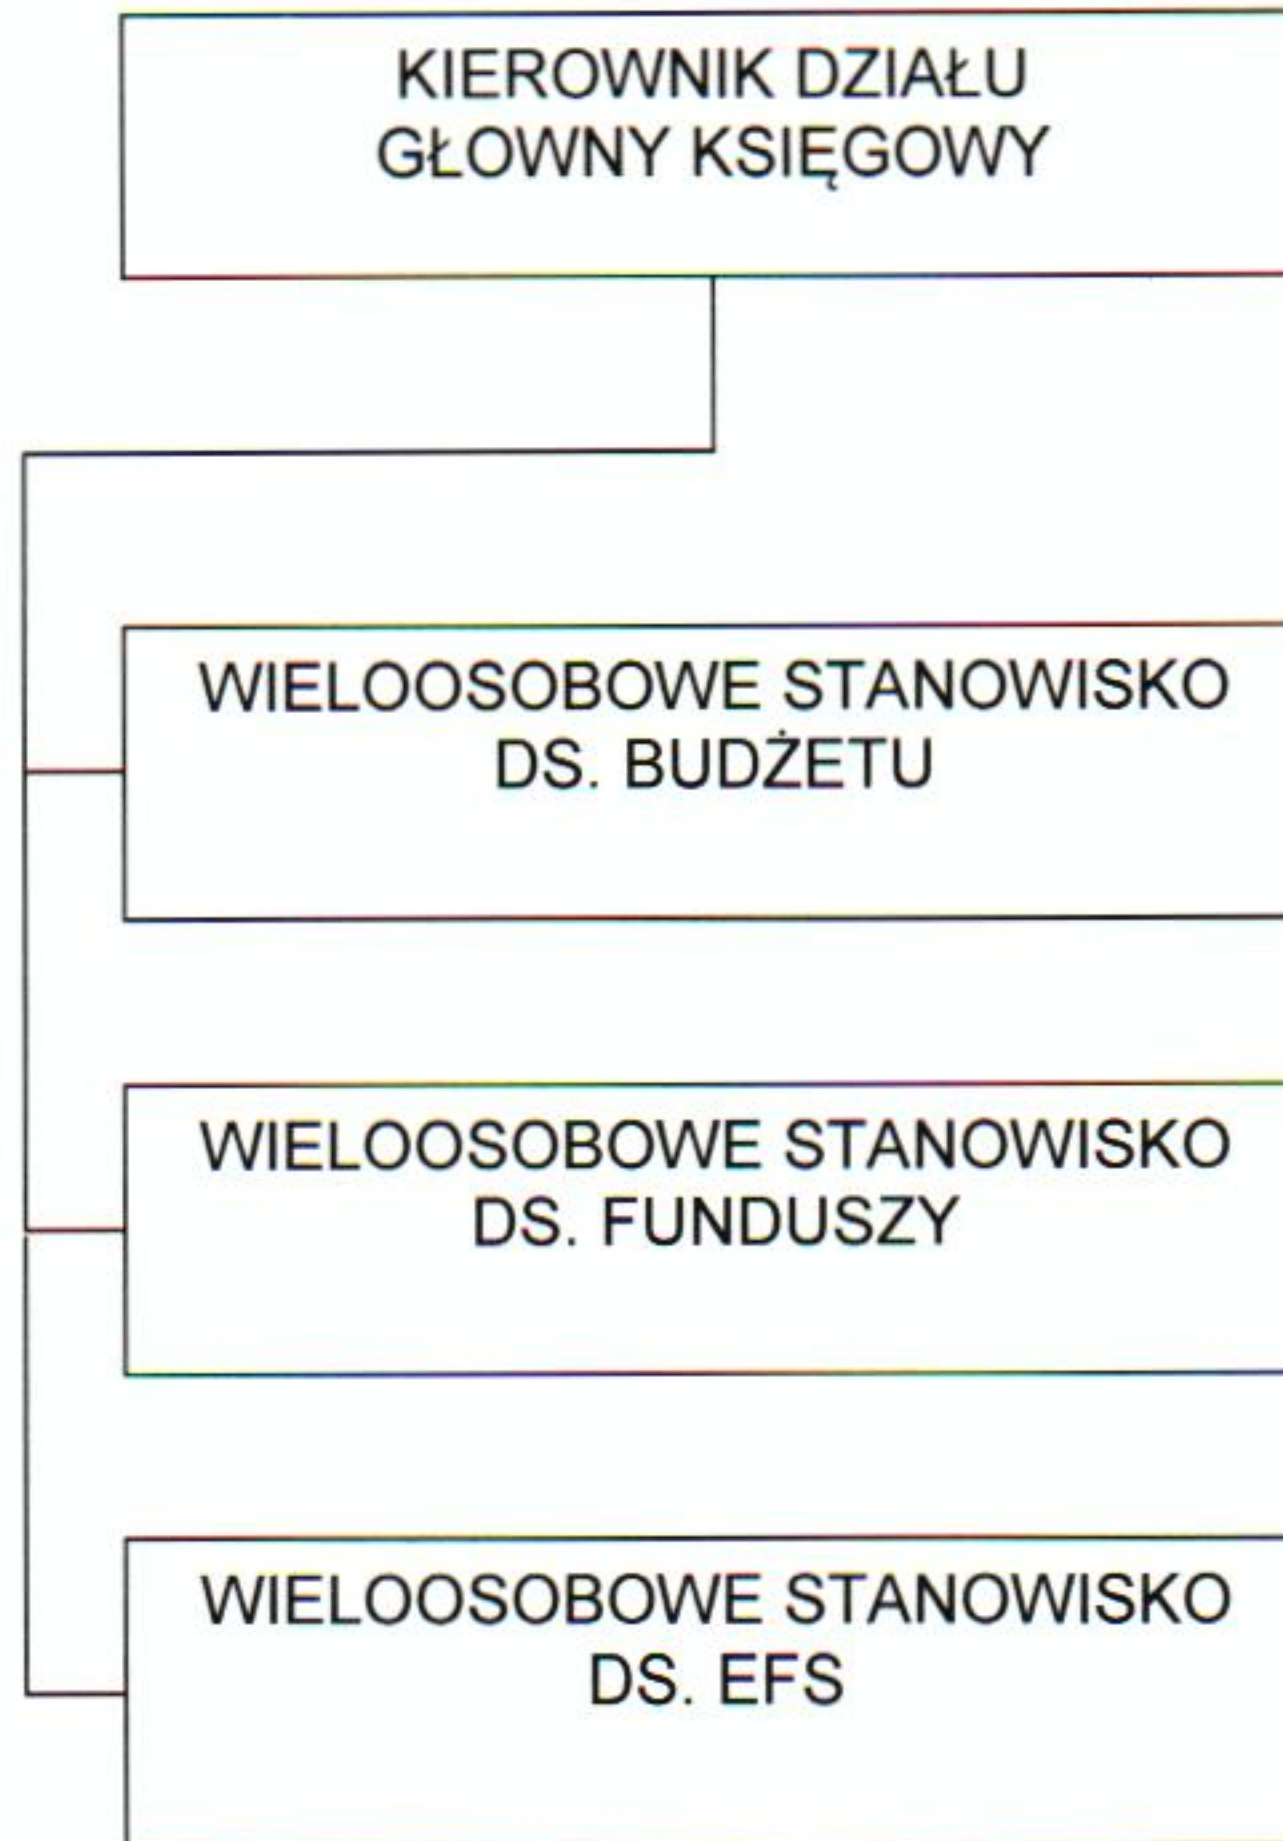 KIEROWNIK DZIAŁU
GŁOWNY KSIĘGOWY
WIELOOSOBOWE STANOWISKO
DS. BUDŻETU
WIELOOSOBOWE STANOWISKO
DS. FUNDUSZY
WIELOOSOBOWE STANOWISKO
DS. EFS